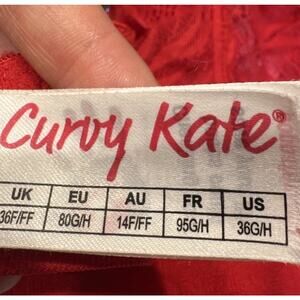 Curvy Kate®
UK EU AU FR US
36F/FF 80G/H 14F/FF 95G/H 36G/H